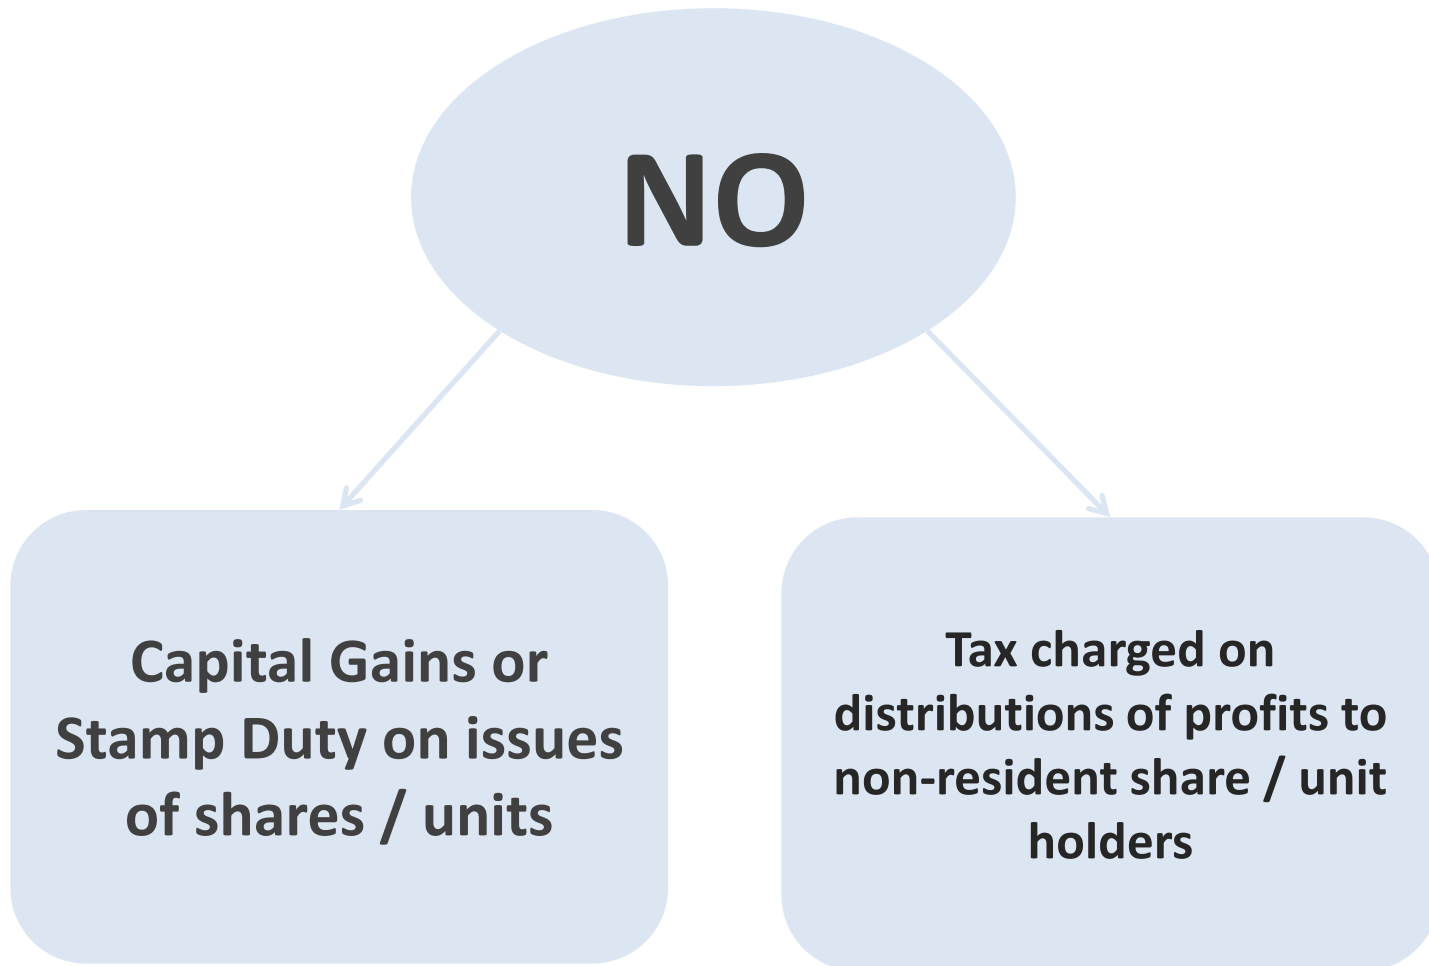 NO
Capital Gains or
Stamp Duty on issues
of shares / units
Tax charged on
distributions of profits to
non-resident share / unit
holders